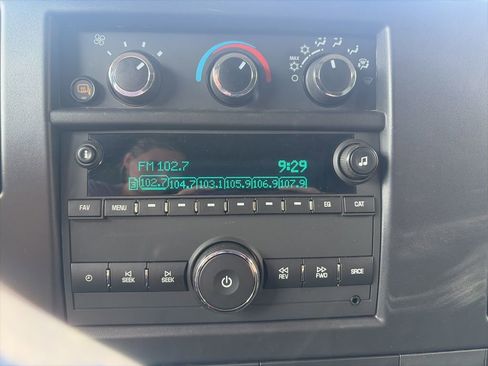 MAX
FM 102.7 9:29
102.7 104.7 103.1 105.9 106.9 107.9
FAV MENU EQ CAT
SEEK SEEK REV FWD SRCE